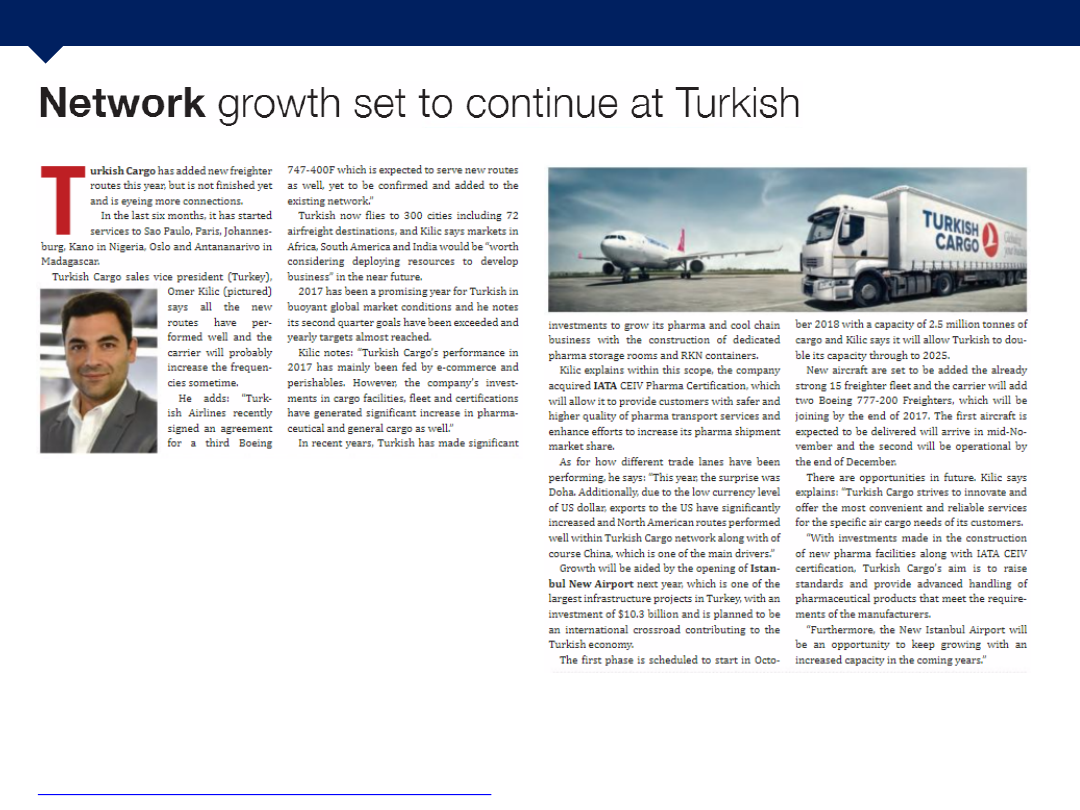 Network growth set to continue at Turkish
Turkish Cargo has added new freighter
routes this year, but is not finished yet
and is eyeing more connections.
In the last six months, it has started
services to Sao Paulo, Paris, Johannes-
burg, Kano in Nigeria, Oslo and Antananarivo in
Madagascar.
Turkish Cargo sales vice president (Turkey),
Omer Kilic (pictured)
says all the new
routes have per-
formed well and the
carrier will probably
increase the frequen-
cies sometime.
He adds: “Turk-
ish Airlines recently
signed an agreement
for a third Boeing
747-400F which is expected to serve new routes
as well, yet to be confirmed and added to the
existing network.”
Turkish now flies to 300 cities including 72
airfreight destinations, and Kilic says markets in
Africa, South America and India would be “worth
considering deploying resources to develop
business” in the near future.
2017 has been a promising year for Turkish in
buoyant global market conditions and he notes
its second quarter goals have been exceeded and
yearly targets almost reached.
Kilic notes: “Turkish Cargo’s performance in
2017 has mainly been fed by e-commerce and
perishables. However, the company’s invest-
ments in cargo facilities, fleet and certifications
have generated significant increase in pharma-
ceutical and general cargo as well.”
In recent years, Turkish has made significant
TURKISH
CARGO
investments to grow its pharma and cool chain
business with the construction of dedicated
pharma storage rooms and RKN containers.
Kilic explains within this scope, the company
acquired IATA CEIV Pharma Certification, which
will allow it to provide customers with safer and
higher quality of pharma transport services and
enhance efforts to increase its pharma shipment
market share.
As for how different trade lanes have been
performing, he says: “This year, the surprise was
Doha. Additionally, due to the low currency level
of US dollar, exports to the US have significantly
increased and North American routes performed
well within Turkish Cargo network along with of
course China, which is one of the main drivers.”
Growth will be aided by the opening of Istan-
bul New Airport next year, which is one of the
largest infrastructure projects in Turkey, with an
investment of $10.3 billion and is planned to be
an international crossroad contributing to the
Turkish economy.
The first phase is scheduled to start in Octo-
ber 2018 with a capacity of 2.5 million tonnes of
cargo and Kilic says it will allow Turkish to dou-
ble its capacity through to 2025.
New aircraft are set to be added the already
strong 15 freighter fleet and the carrier will add
two Boeing 777-200 Freighters, which will be
joining by the end of 2017. The first aircraft is
expected to be delivered will arrive in mid-No-
vember and the second will be operational by
the end of December.
There are opportunities in future. Kilic says
explains: “Turkish Cargo strives to innovate and
offer the most convenient and reliable services
for the specific air cargo needs of its customers.
“With investments made in the construction
of new pharma facilities along with IATA CEIV
certification, Turkish Cargo’s aim is to raise
standards and provide advanced handling of
pharmaceutical products that meet the require-
ments of the manufacturers.
“Furthermore, the New Istanbul Airport will
be an opportunity to keep growing with an
increased capacity in the coming years.”